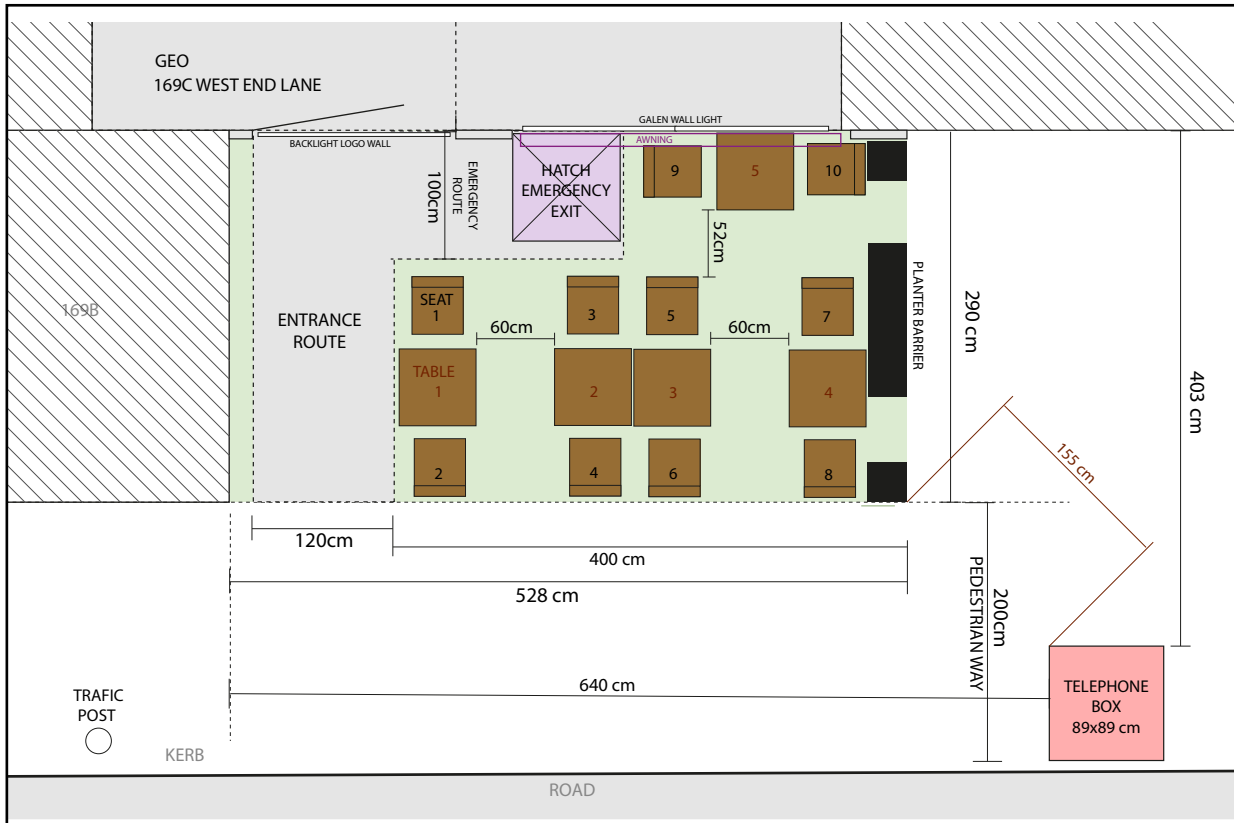 GEO
169C WEST END LANE
GALEN WALL LIGHT
BACKLIGHT LOGO WALL
AWNING
EMERGENCY
ROUTE
100cm
HATCH
EMERGENCY
EXIT
9
5
10
52cm
169B
ENTRANCE
ROUTE
SEAT
1
3
5
7
60cm
60cm
PLANTER BARRIER
290 cm
403 cm
TABLE
1
2
3
4
2
4
6
8
155 cm
120cm
400 cm
528 cm
PEDESTRIAN WAY
200cm
640 cm
TELEPHONE
BOX
89x89 cm
TRAFIC
POST
KERB
ROAD